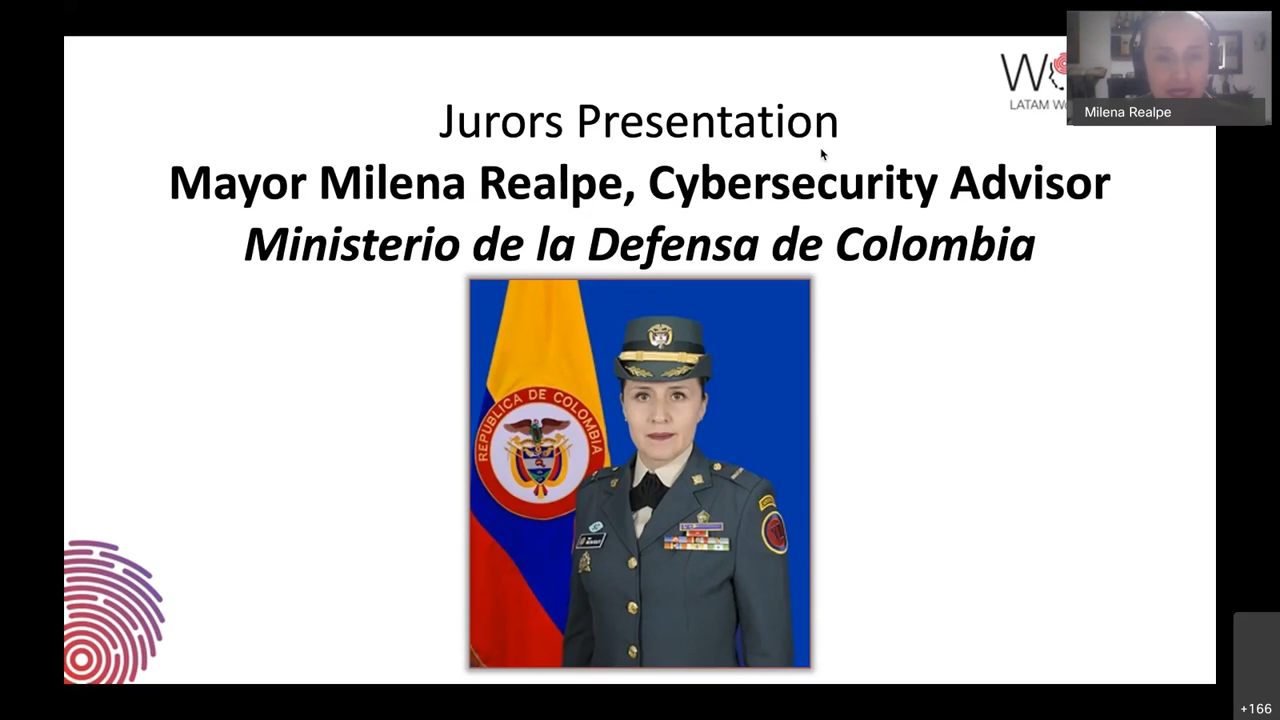 Jurors Presentation
Mayor Milena Realpe, Cybersecurity Advisor
Ministerio de la Defensa de Colombia
LATAM
Milena Realpe
REPUBLICA DE COLOMBIA
+166